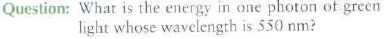 Question: What is the energy in one photon of green
light whose wavelength is 550 nm?